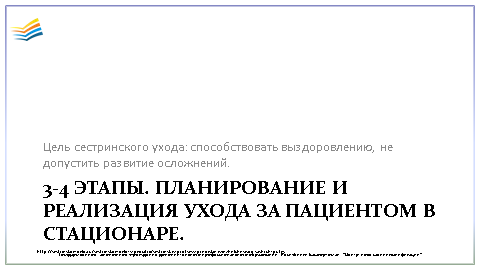 Цель сестринского ухода: способствовать выздоровлению, не
допустить развитие осложнений.
3-4 ЭТАПЫ. ПЛАНИРОВАНИЕ И
РЕАЛИЗАЦИЯ УХОДА ЗА ПАЦИЕНТОМ В
СТАЦИОНАРЕ.